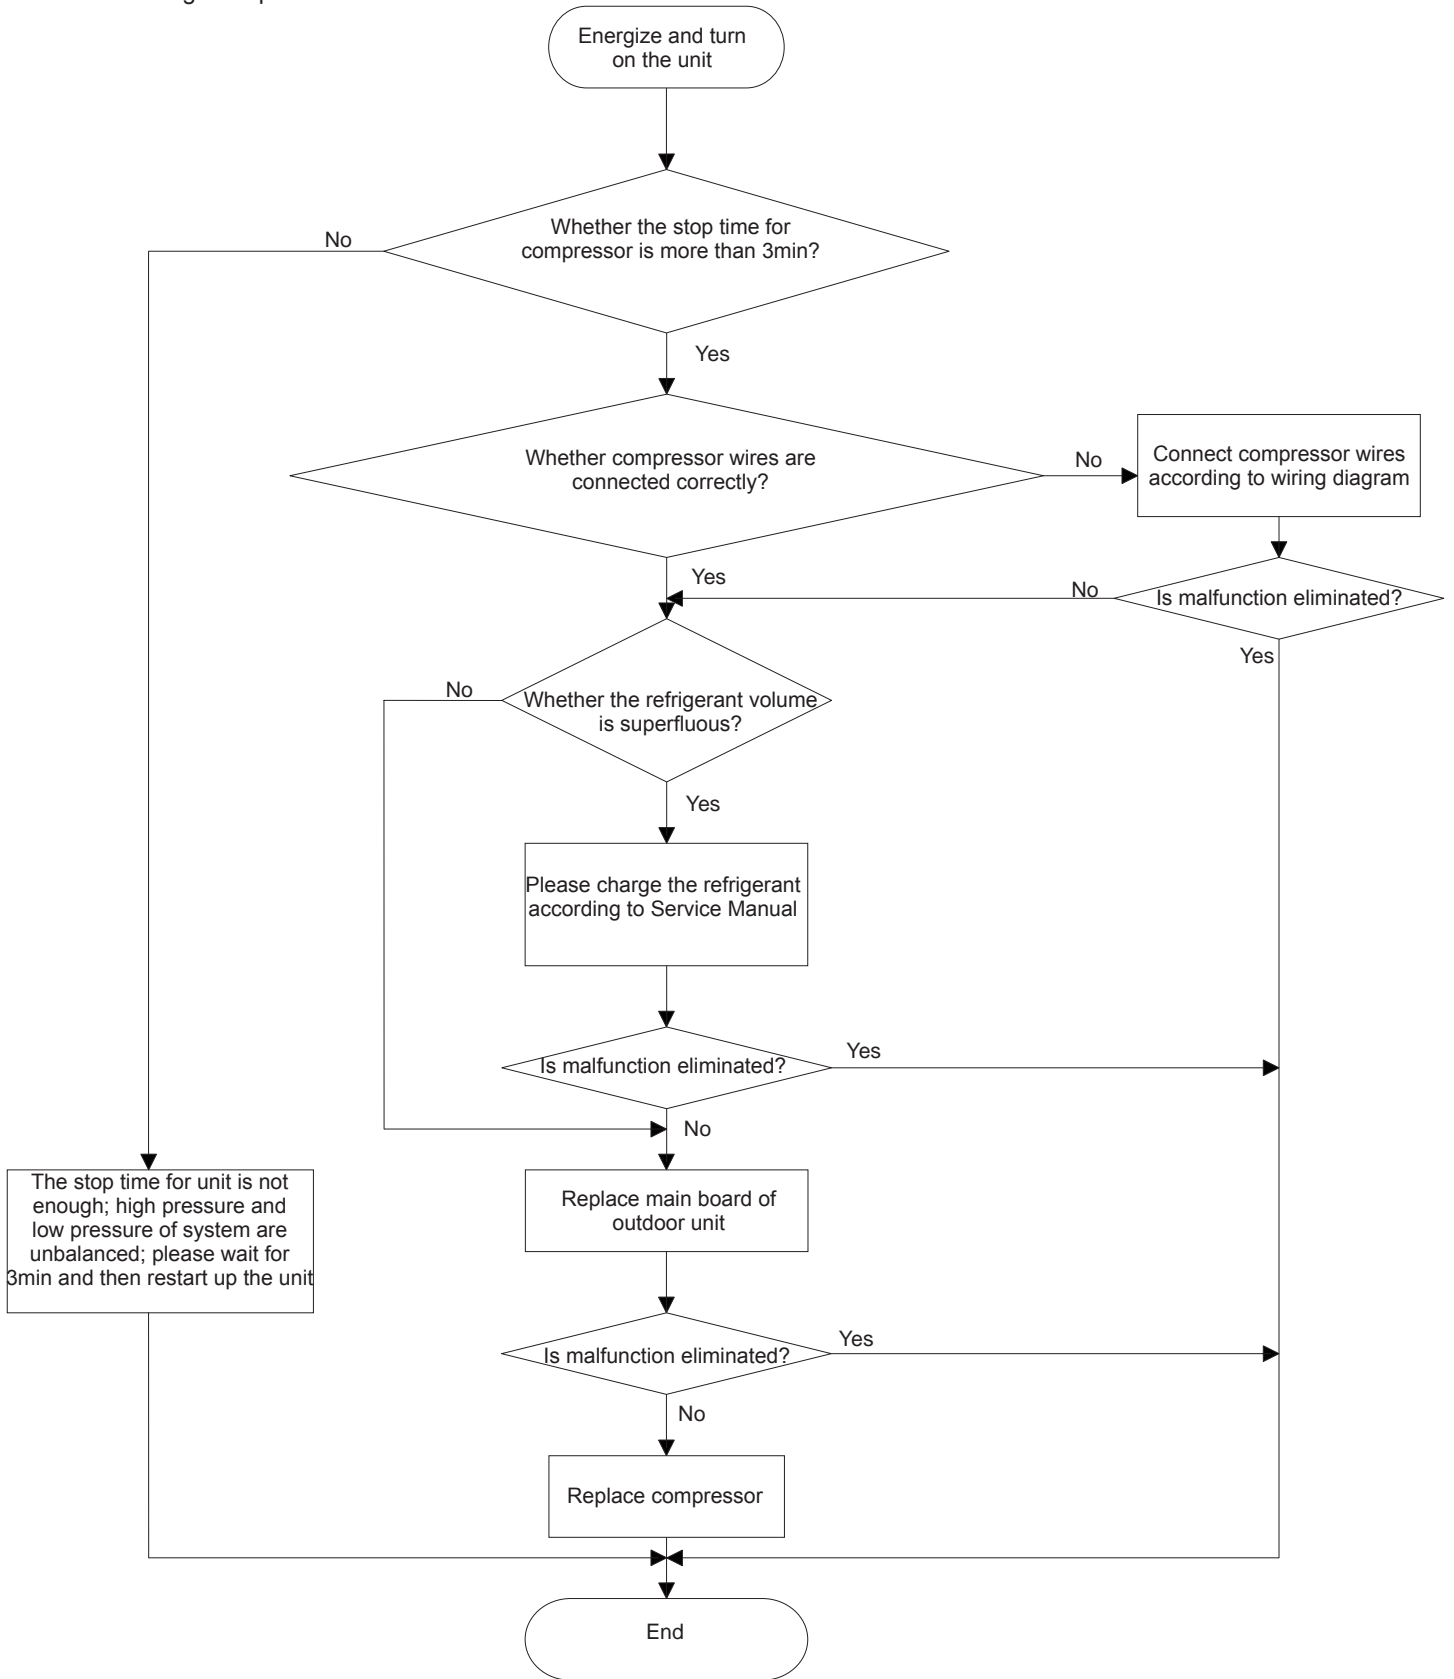 Energize and turn
on the unit
Whether the stop time for
compressor is more than 3min?
No
Yes
Whether compressor wires are
connected correctly?
No
Connect compressor wires
according to wiring diagram
Yes
No
Is malfunction eliminated?
Yes
No
Whether the refrigerant volume
is superfluous?
Yes
Please charge the refrigerant
according to Service Manual
Is malfunction eliminated?
Yes
No
The stop time for unit is not
enough; high pressure and
low pressure of system are
unbalanced; please wait for
3min and then restart up the unit
Replace main board of
outdoor unit
Is malfunction eliminated?
Yes
No
Replace compressor
End